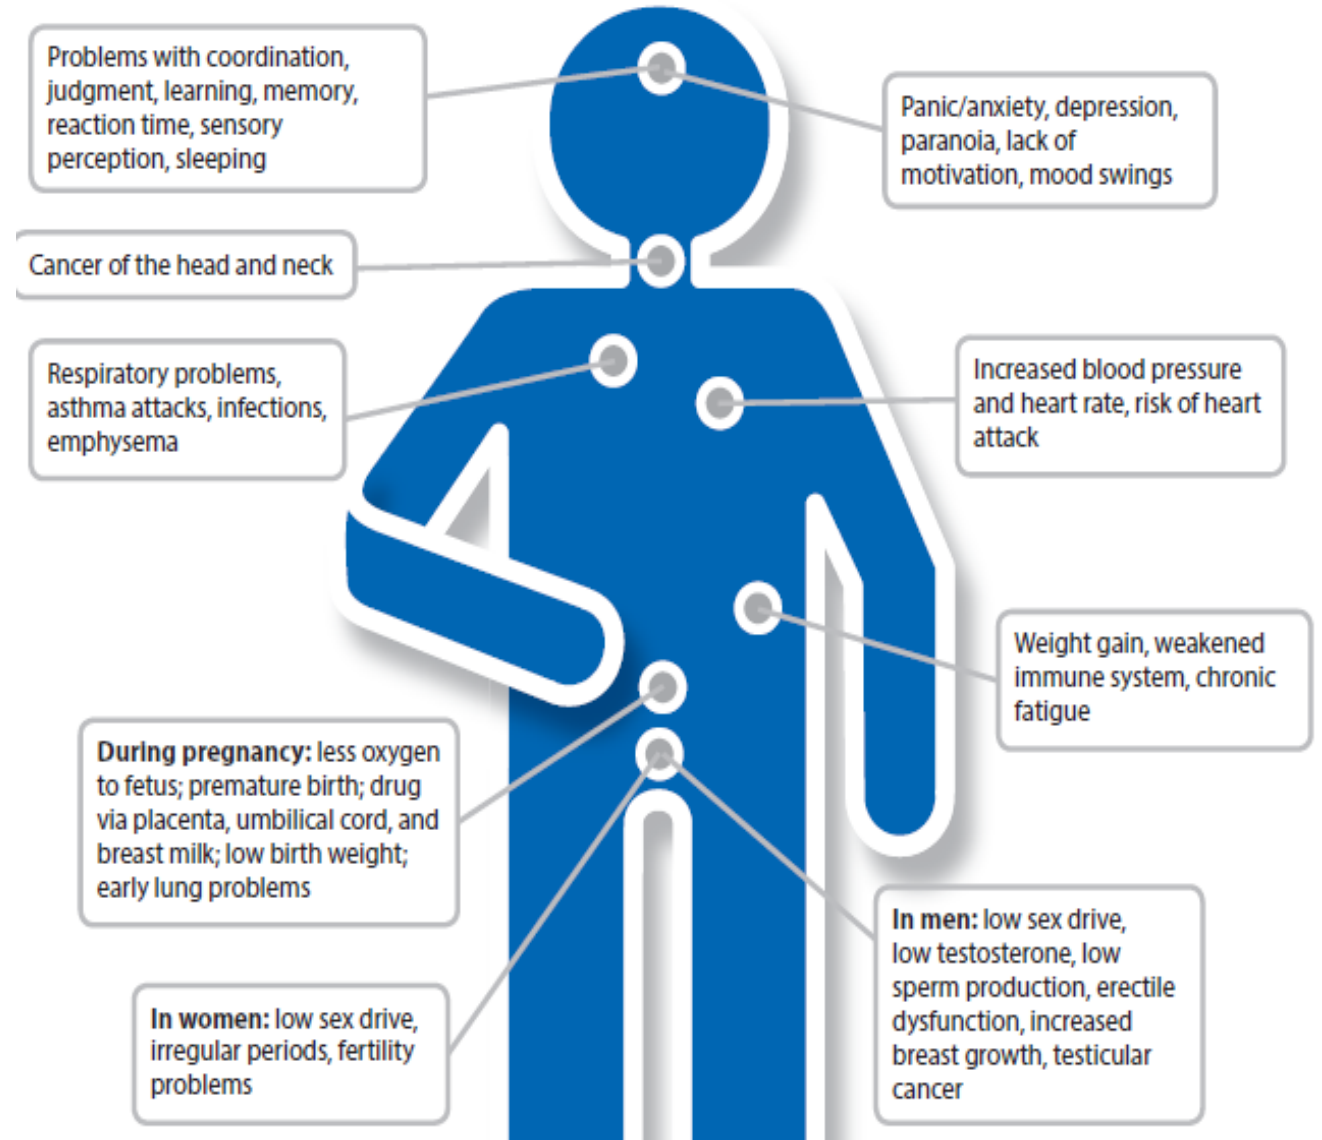 Problems with coordination,
judgment, learning, memory,
reaction time, sensory
perception, sleeping
Panic/anxiety, depression,
paranoia, lack of
motivation, mood swings
Cancer of the head and neck
Respiratory problems,
asthma attacks, infections,
emphysema
Increased blood pressure
and heart rate, risk of heart
attack
Weight gain, weakened
immune system, chronic
fatigue
During pregnancy: less oxygen
to fetus; premature birth; drug
via placenta, umbilical cord, and
breast milk; low birth weight;
early lung problems
In men: low sex drive,
low testosterone, low
sperm production, erectile
dysfunction, increased
breast growth, testicular
cancer
In women: low sex drive,
irregular periods, fertility
problems